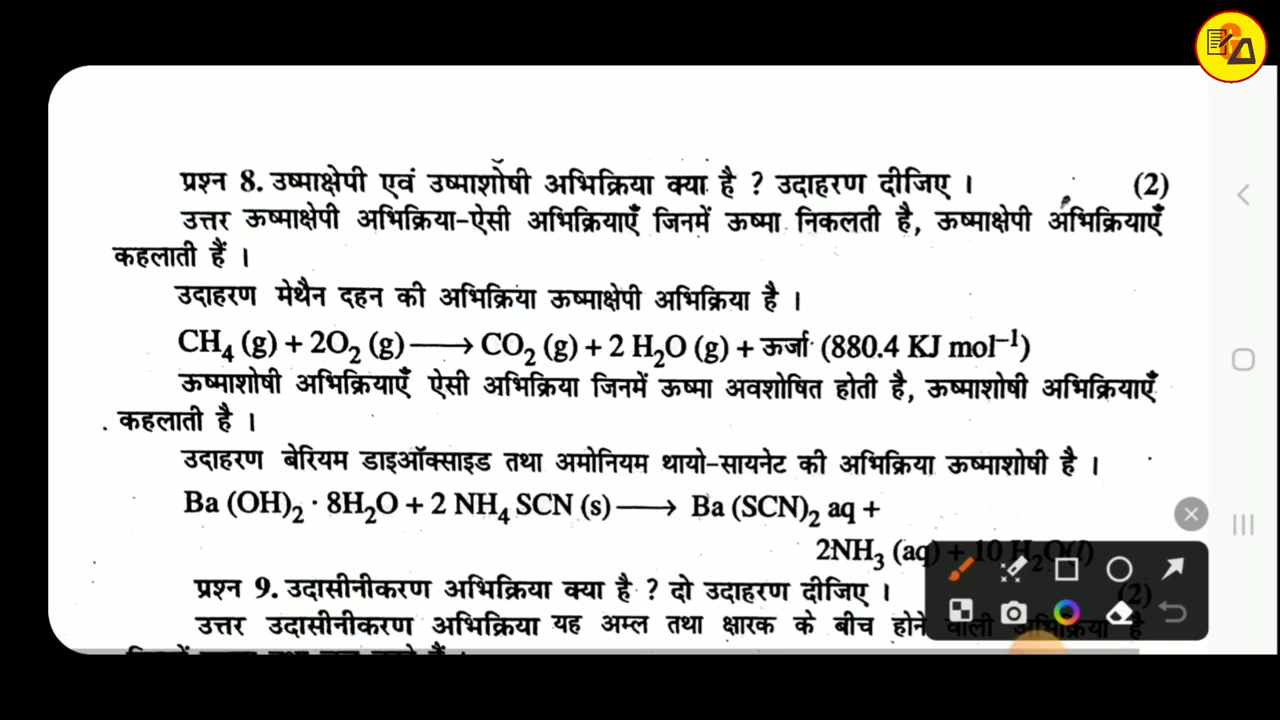 प्रश्न 8. उष्माक्षेपी एवं उष्माशोषी अभिक्रिया क्या है ? उदाहरण दीजिए । (2)
उत्तर ऊष्माक्षेपी अभिक्रिया-ऐसी अभिक्रियाएँ जिनमें ऊष्मा निकलती है, ऊष्माक्षेपी अभिक्रियाएँ
कहलाती हैं ।
उदाहरण मेथैन दहन की अभिक्रिया ऊष्माक्षेपी अभिक्रिया है ।
CH₄ (g) + 2O₂ (g) ⟶ CO₂ (g) + 2 H₂O (g) + ऊर्जा (880.4 KJ mol⁻¹)
ऊष्माशोषी अभिक्रियाएँ ऐसी अभिक्रिया जिनमें ऊष्मा अवशोषित होती है, ऊष्माशोषी अभिक्रियाएँ
कहलाती है ।
उदाहरण बेरियम डाइऑक्साइड तथा अमोनियम थायो-सायनेट की अभिक्रिया ऊष्माशोषी है ।
Ba (OH)₂ · 8H₂O + 2 NH₄ SCN (s) ⟶ Ba (SCN)₂ aq +
2NH₃ (aq) + 10 H₂O(l)
प्रश्न 9. उदासीनीकरण अभिक्रिया क्या है ? दो उदाहरण दीजिए । (2)
उत्तर उदासीनीकरण अभिक्रिया यह अम्ल तथा क्षारक के बीच होने वाली अभिक्रिया है